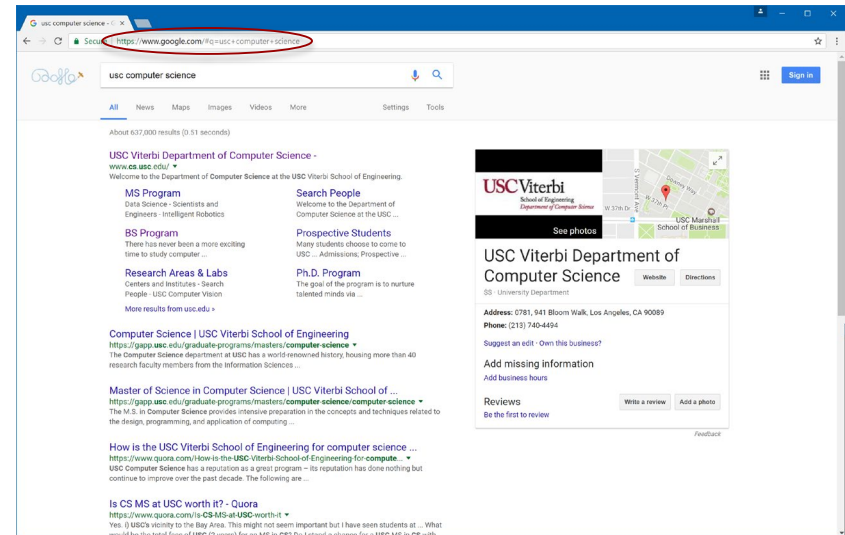 G usc computer science - G
Secure https://www.google.com/#q=usc+computer+science
usc computer science
Sign in
All News Maps Images Videos More Settings Tools
About 637,000 results (0.51 seconds)
USC Viterbi Department of Computer Science -
www.cs.usc.edu/
Welcome to the Department of Computer Science at the USC Viterbi School of Engineering.
MS Program
Data Science - Scientists and
Engineers - Intelligent Robotics
Search People
Welcome to the Department of
Computer Science at the USC ...
BS Program
There has never been a more exciting
time to study computer ...
Prospective Students
Many students choose to come to
USC ... Admissions; Prospective ...
Research Areas & Labs
Centers and Institutes - Search
People - USC Computer Vision
Ph.D. Program
The goal of the program is to nurture
talented minds via ...
More results from usc.edu »
Computer Science | USC Viterbi School of Engineering
https://gapp.usc.edu/graduate-programs/masters/computer-science
The Computer Science department at USC has a world-renowned history, housing more than 40
research faculty members from the Information Sciences ...
Master of Science in Computer Science | USC Viterbi School of ...
https://gapp.usc.edu/graduate-programs/masters/computer-science/computer-science
The M.S. in Computer Science provides intensive preparation in the concepts and techniques related to
the design, programming, and application of computing ...
How is the USC Viterbi School of Engineering for computer science ...
https://www.quora.com/How-is-the-USC-Viterbi-School-of-Engineering-for-compute...
USC Computer Science has a reputation as a great program – its reputation has done nothing but
continue to improve over the past decade. The following are ...
Is CS MS at USC worth it? - Quora
https://www.quora.com/Is-CS-MS-at-USC-worth-it
Yes. i) USC's vicinity to the Bay Area. This might not seem important but I have seen students at ... What
USC Viterbi
School of Engineering
Department of Computer Science
See photos
S Vermont Ave
W 37th Dr
W 37th Pl
Downey Way
USC Marshall
School of Business
USC Viterbi Department of
Computer Science
Website Directions
$$ · University Department
Address: 0781, 941 Bloom Walk, Los Angeles, CA 90089
Phone: (213) 740-4494
Suggest an edit · Own this business?
Add missing information
Add business hours
Reviews
Write a review Add a photo
Be the first to review
Feedback